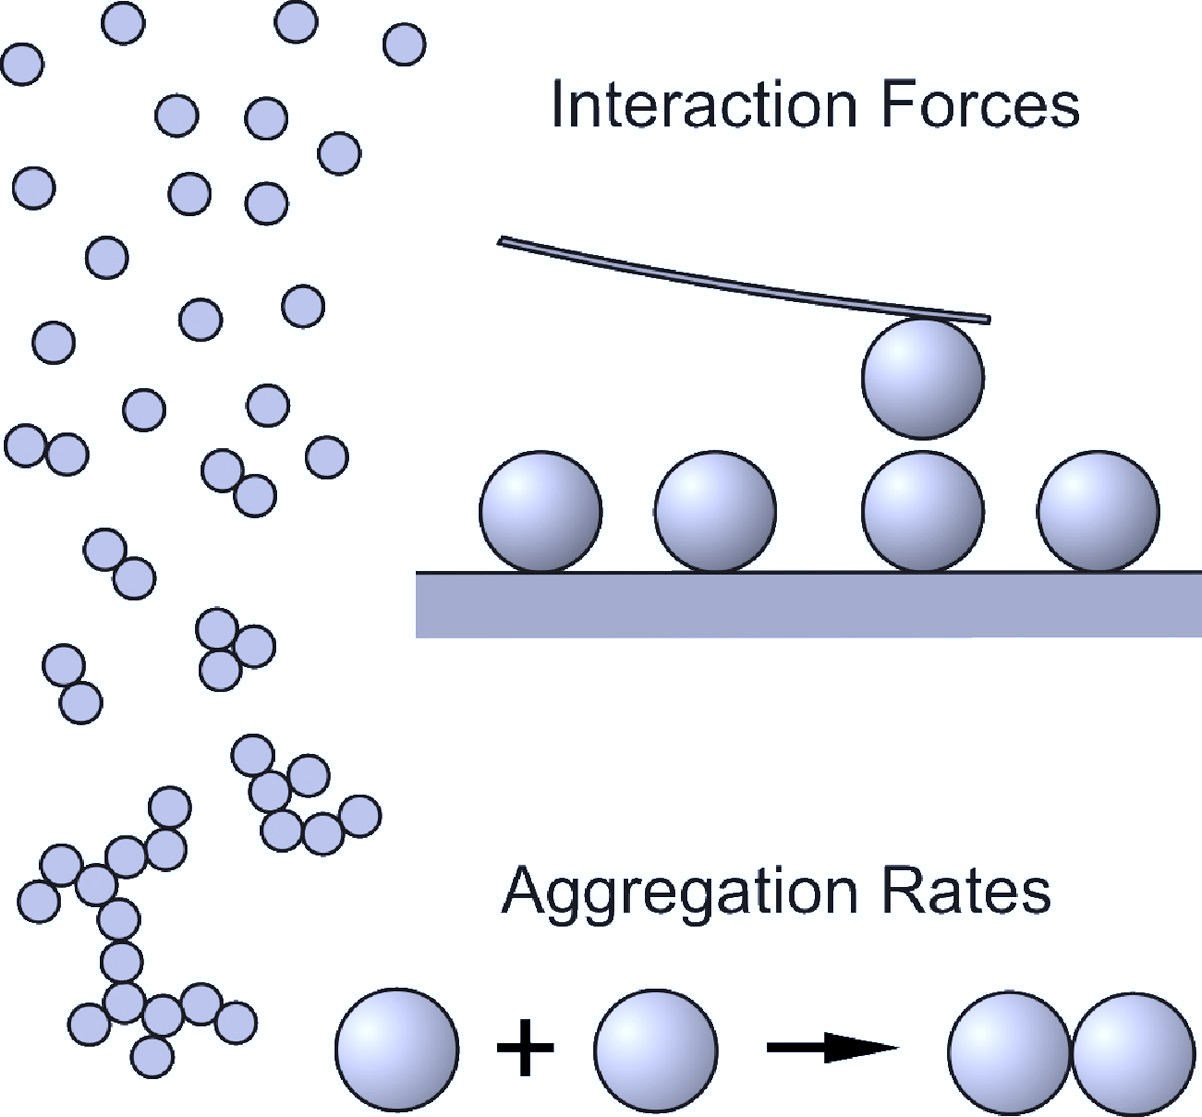 Interaction Forces
Aggregation Rates
+